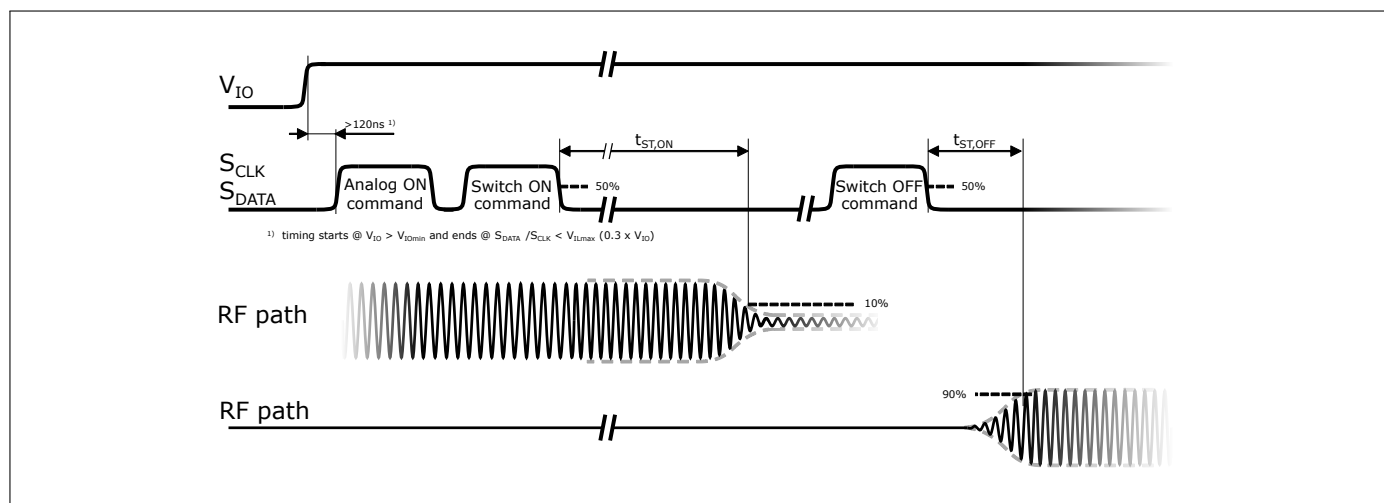 V_IO
>120ns ¹⁾
t_ST,ON
t_ST,OFF
S_CLK
S_DATA
Analog ON
command
Switch ON
command
50%
Switch OFF
command
50%
¹⁾ timing starts @ V_IO > V_IOmin and ends @ S_DATA /S_CLK < V_ILmax (0.3 x V_IO)
RF path
10%
RF path
90%